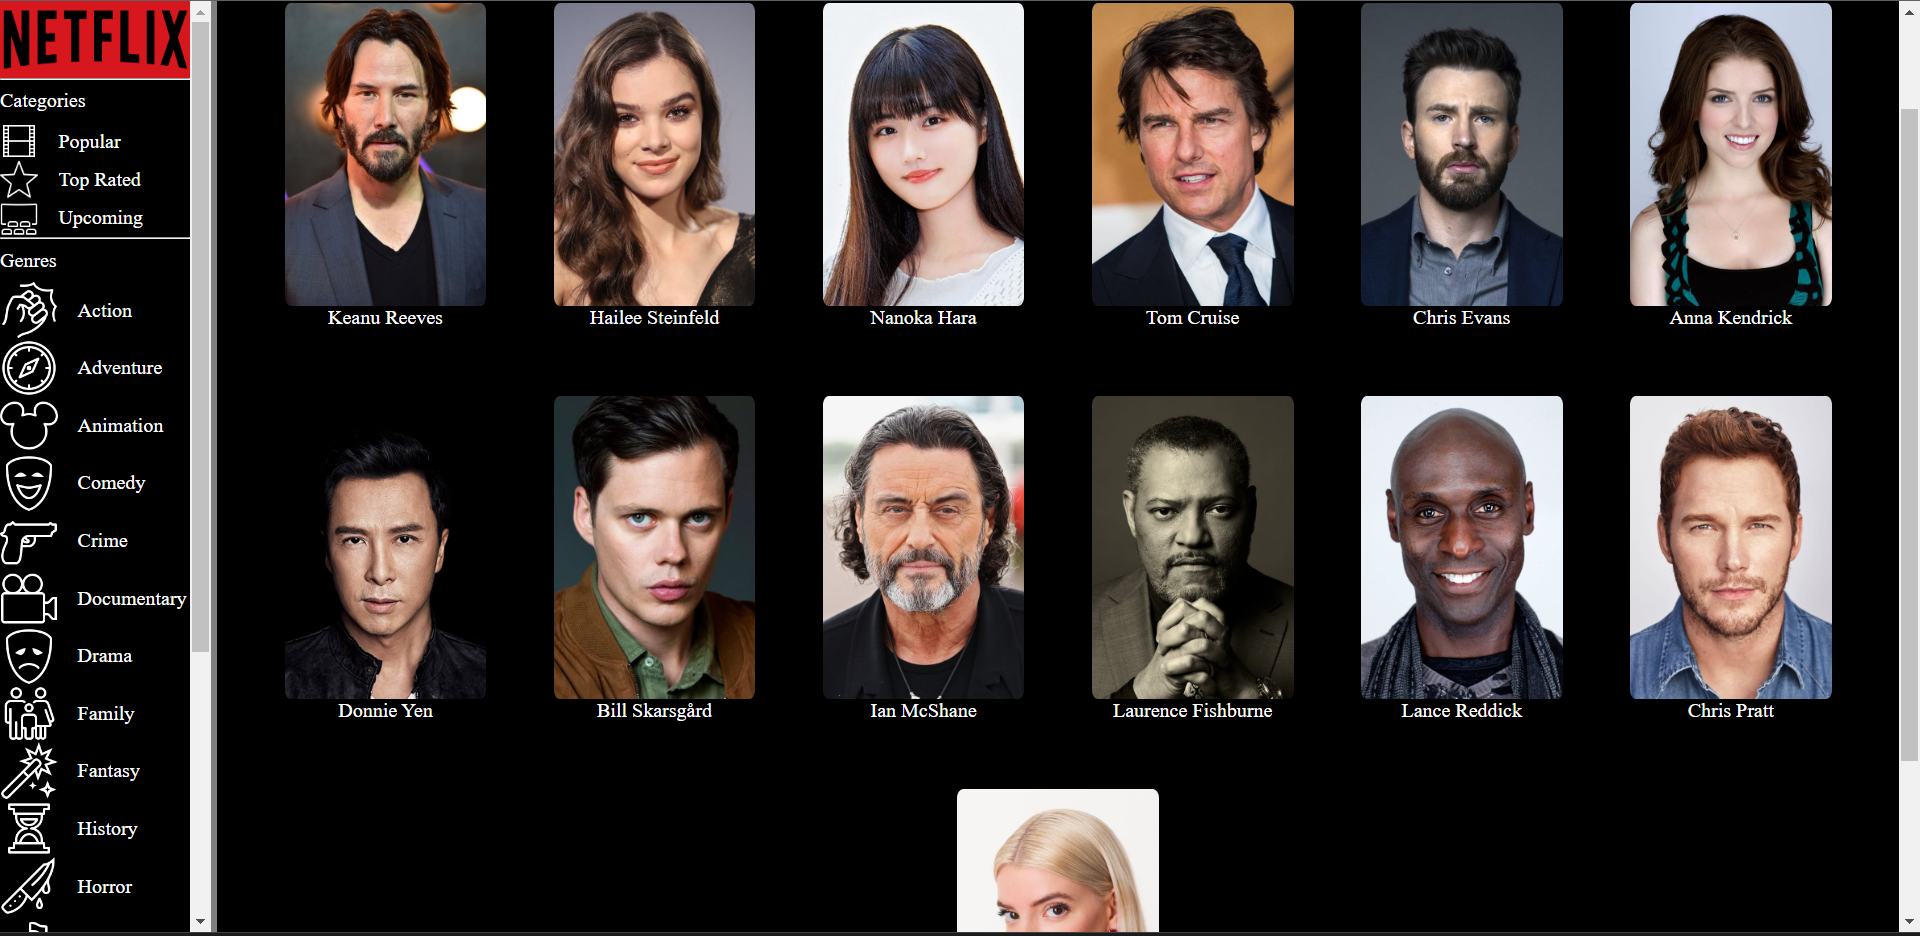 NETFLIX
Categories
Popular
Top Rated
Upcoming
Genres
Action
Adventure
Animation
Comedy
Crime
Documentary
Drama
Family
Fantasy
History
Horror
Keanu Reeves
Hailee Steinfeld
Nanoka Hara
Tom Cruise
Chris Evans
Anna Kendrick
Donnie Yen
Bill Skarsgård
Ian McShane
Laurence Fishburne
Lance Reddick
Chris Pratt